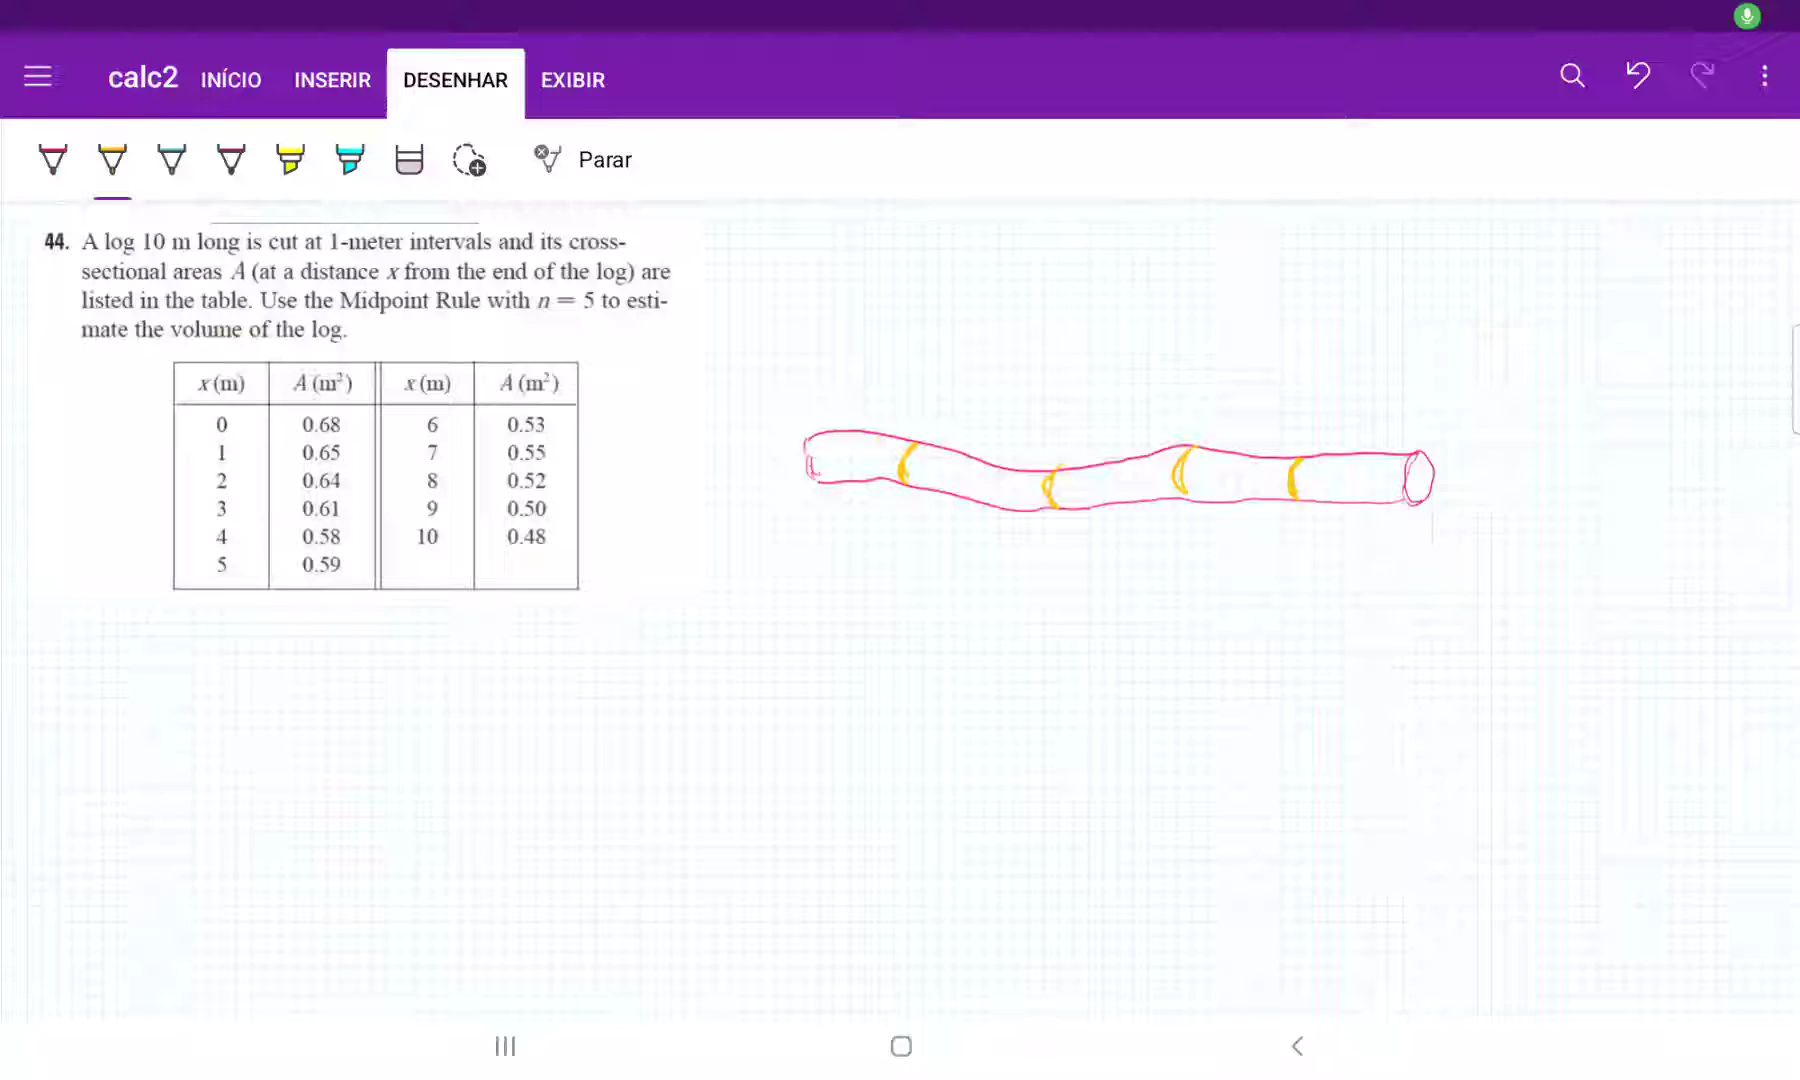 calc2 INÍCIO INSERIR DESENHAR EXIBIR
Parar
44. A log 10 m long is cut at 1-meter intervals and its cross-
sectional areas A (at a distance x from the end of the log) are
listed in the table. Use the Midpoint Rule with n = 5 to esti-
mate the volume of the log.
x (m) A (m²) x (m) A (m²)
0 0.68 6 0.53
1 0.65 7 0.55
2 0.64 8 0.52
3 0.61 9 0.50
4 0.58 10 0.48
5 0.59